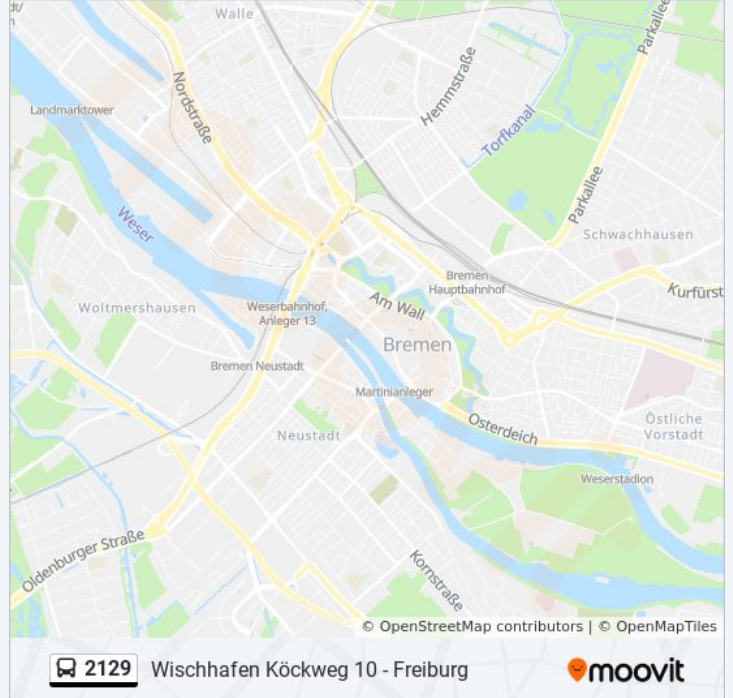 dt/
Walle
Parkallee
Nordstraße
Hemmstraße
Landmarktower
Torfkanal
Parkallee
Weser
Schwachhausen
Bremen
Hauptbahnhof
Kurfürst
Woltmershausen
Weserbahnhof,
Anleger 13
Am Wall
Bremen
Bremen Neustadt
Martinianleger
Neustadt
Osterdeich
Östliche
Vorstadt
Weserstadion
Oldenburger Straße
Kornstraße
© OpenStreetMap contributors | © OpenMapTiles
2129 Wischhafen Köckweg 10 - Freiburg moovit